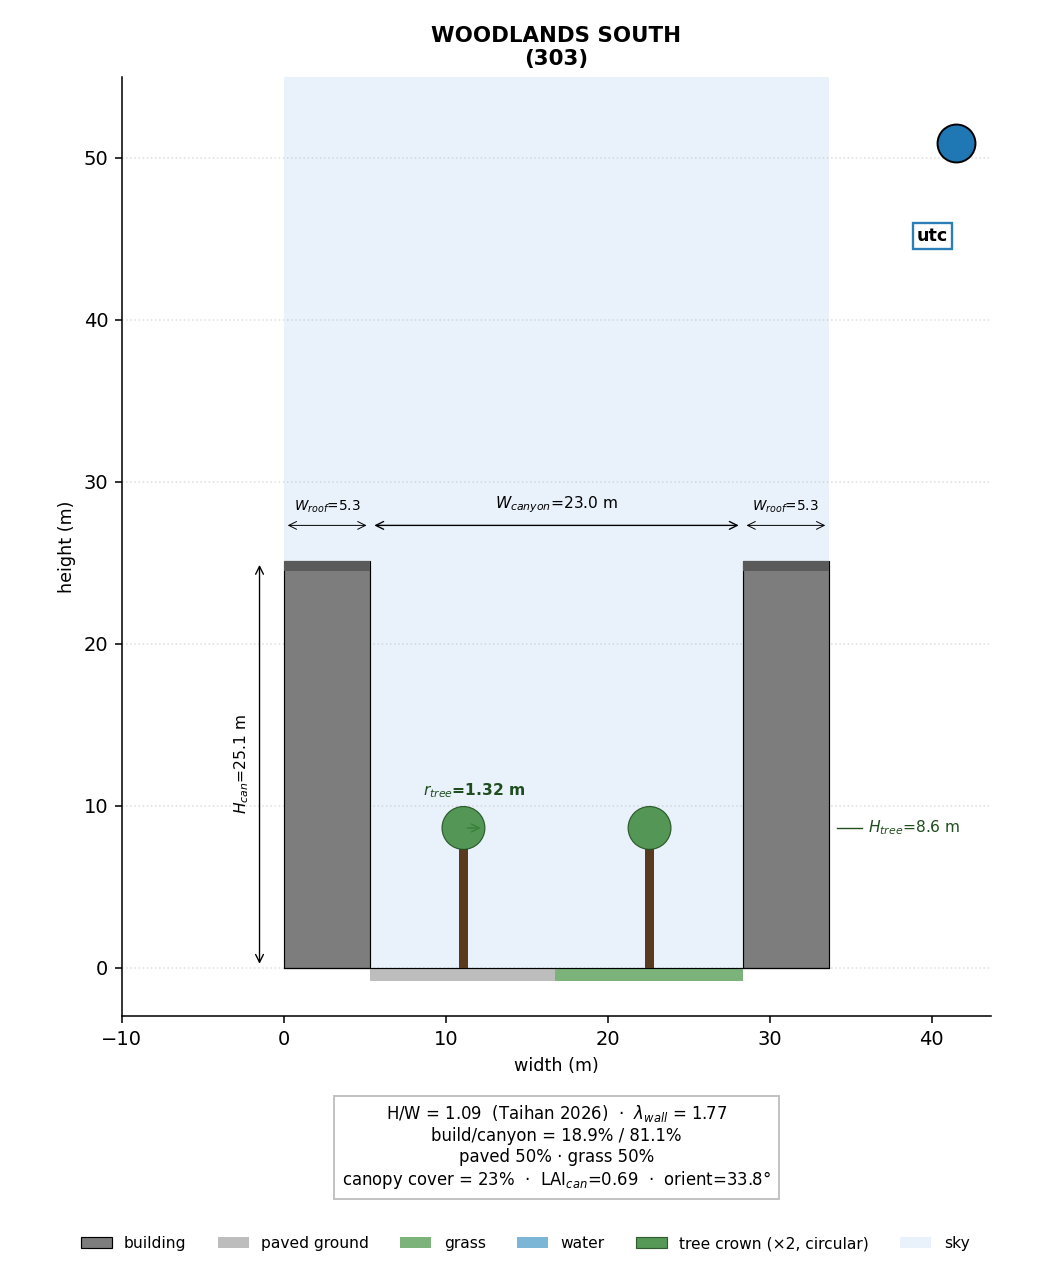 WOODLANDS SOUTH
(303)
50
utc
40
30
W_roof=5.3
W_canyon=23.0 m
W_roof=5.3
height (m)
20
H_can=25.1 m
r_tree=1.32 m
10
H_tree=8.6 m
0
−10
0
10
20
30
40
width (m)
H/W = 1.09 (Taihan 2026) · λ_wall = 1.77
build/canyon = 18.9% / 81.1%
paved 50% · grass 50%
canopy cover = 23% · LAI_can=0.69 · orient=33.8°
building
paved ground
grass
water
tree crown (×2, circular)
sky